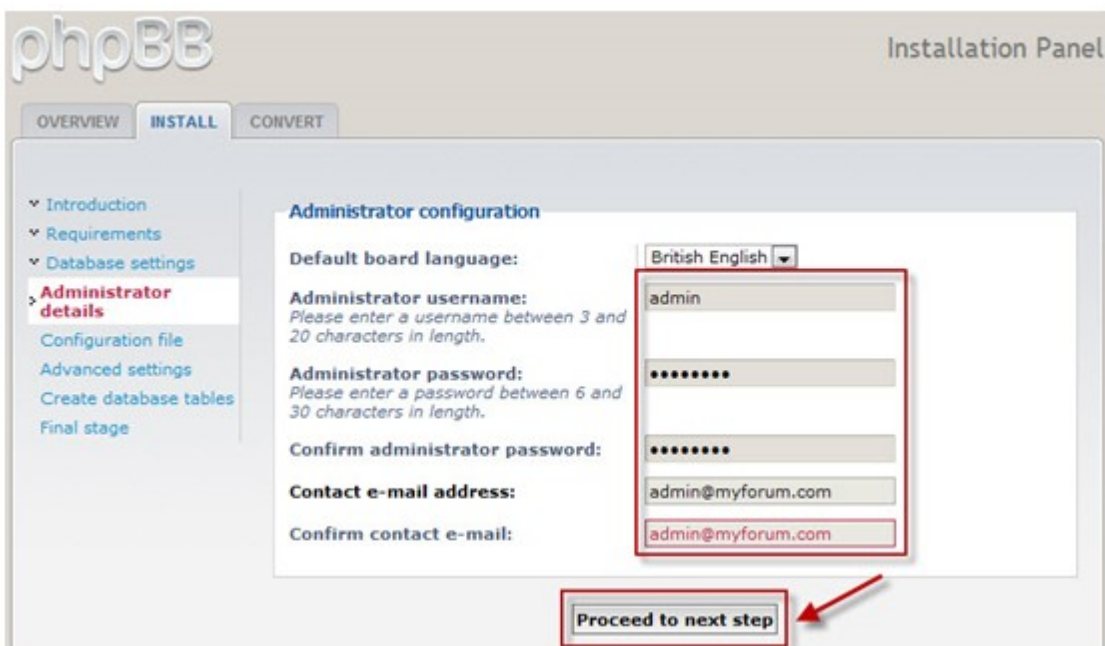 phpBB
Installation Panel
OVERVIEW INSTALL CONVERT
Introduction
Requirements
Database settings
Administrator
details
Configuration file
Advanced settings
Create database tables
Final stage
Administrator configuration
Default board language: British English
Administrator username: admin
Please enter a username between 3 and
20 characters in length.
Administrator password: ••••••••
Please enter a password between 6 and
30 characters in length.
Confirm administrator password: ••••••••
Contact e-mail address: admin@myforum.com
Confirm contact e-mail: admin@myforum.com
Proceed to next step